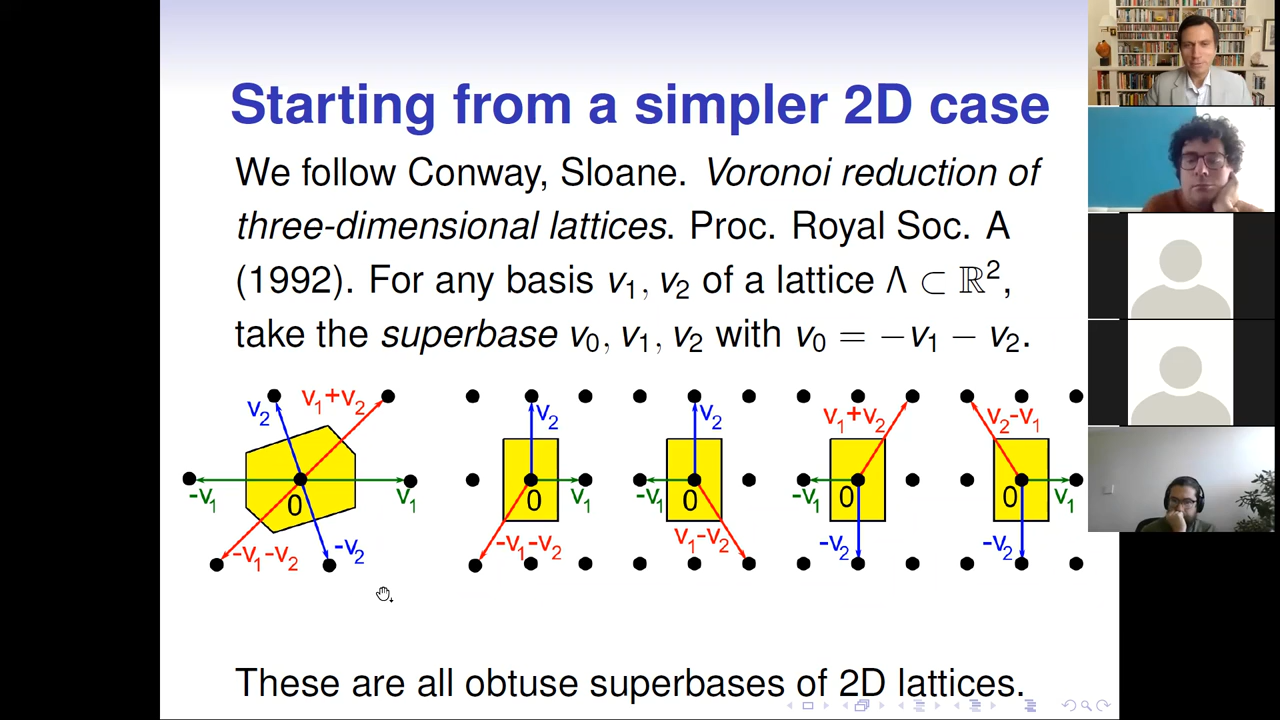 Starting from a simpler 2D case
We follow Conway, Sloane. Voronoi reduction of
three-dimensional lattices. Proc. Royal Soc. A
(1992). For any basis v₁, v₂ of a lattice Λ ⊂ ℝ²,
take the superbase v₀, v₁, v₂ with v₀ = −v₁ − v₂.
v₂ v₁+v₂ v₂ v₂ v₁+v₂ v₂-v₁
-v₁ 0 v₁ 0 v₁ -v₁ 0 -v₁ 0 0 v₁
-v₁-v₂ -v₂ -v₁-v₂ v₁-v₂ -v₂ -v₂
These are all obtuse superbases of 2D lattices.